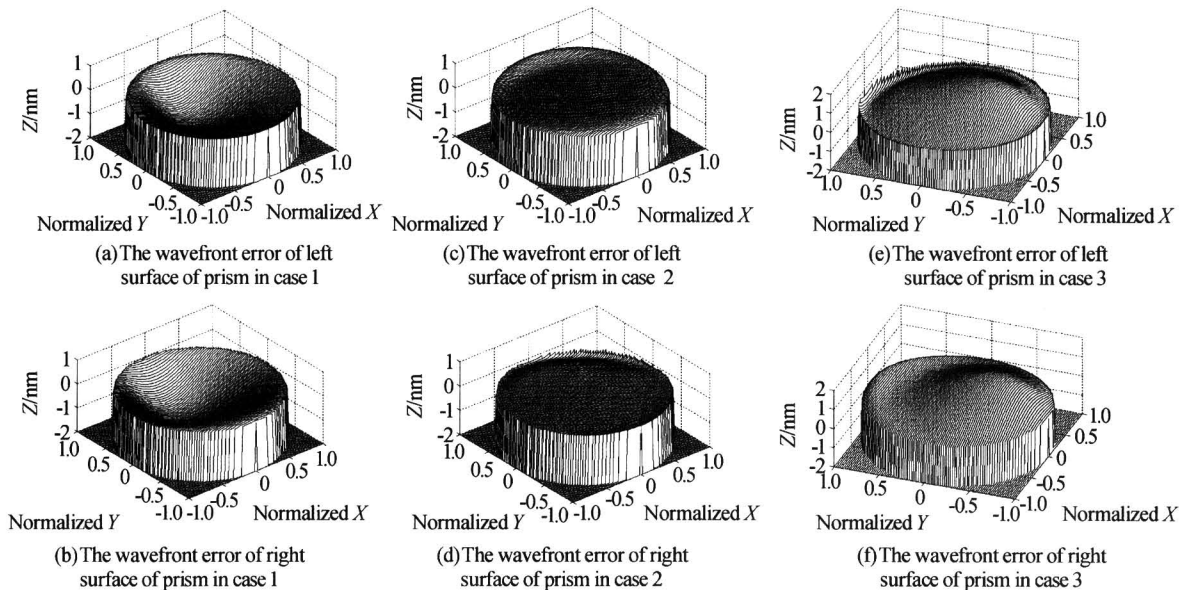 1
0
-1
-2
Z/nm
1.0
0.5
0
-0.5
-1.0
-1.0
-0.5
0
0.5
1.0
Normalized Y
Normalized X
(a) The wavefront error of left
surface of prism in case 1
1
0
-1
-2
Z/nm
1.0
0.5
0
-0.5
-1.0
-1.0
-0.5
0
0.5
1.0
Normalized Y
Normalized X
(c) The wavefront error of left
surface of prism in case 2
2
1
0
-1
-2
Z/nm
1.0
0.5
0
-0.5
-1.0
-1.0
-0.5
0
0.5
1.0
Normalized Y
Normalized X
(e) The wavefront error of left
surface of prism in case 3
1
0
-1
-2
Z/nm
1.0
0.5
0
-0.5
-1.0
-1.0
-0.5
0
0.5
1.0
Normalized Y
Normalized X
(b) The wavefront error of right
surface of prism in case 1
1
0
-1
-2
Z/nm
1.0
0.5
0
-0.5
-1.0
-1.0
-0.5
0
0.5
1.0
Normalized Y
Normalized X
(d) The wavefront error of right
surface of prism in case 2
2
1
0
-1
-2
Z/nm
1.0
0.5
0
-0.5
-1.0
-1.0
-0.5
0
0.5
1.0
Normalized Y
Normalized X
(f) The wavefront error of right
surface of prism in case 3